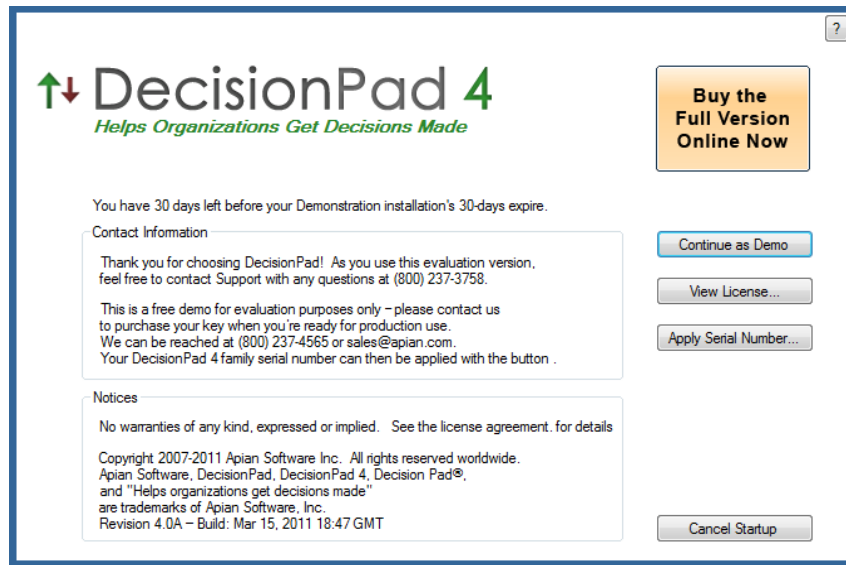 ?
DecisionPad 4
Helps Organizations Get Decisions Made
Buy the
Full Version
Online Now
You have 30 days left before your Demonstration installation's 30-days expire.
Contact Information
Thank you for choosing DecisionPad!  As you use this evaluation version,
feel free to contact Support with any questions at (800) 237-3758.
This is a free demo for evaluation purposes only – please contact us
to purchase your key when you're ready for production use.
We can be reached at (800) 237-4565 or sales@apian.com.
Your DecisionPad 4 family serial number can then be applied with the button .
Continue as Demo
View License...
Apply Serial Number...
Notices
No warranties of any kind, expressed or implied.   See the license agreement. for details
Copyright 2007-2011 Apian Software Inc.  All rights reserved worldwide.
Apian Software, DecisionPad, DecisionPad 4, Decision Pad®,
and "Helps organizations get decisions made"
are trademarks of Apian Software, Inc.
Revision 4.0A – Build: Mar 15, 2011 18:47 GMT
Cancel Startup